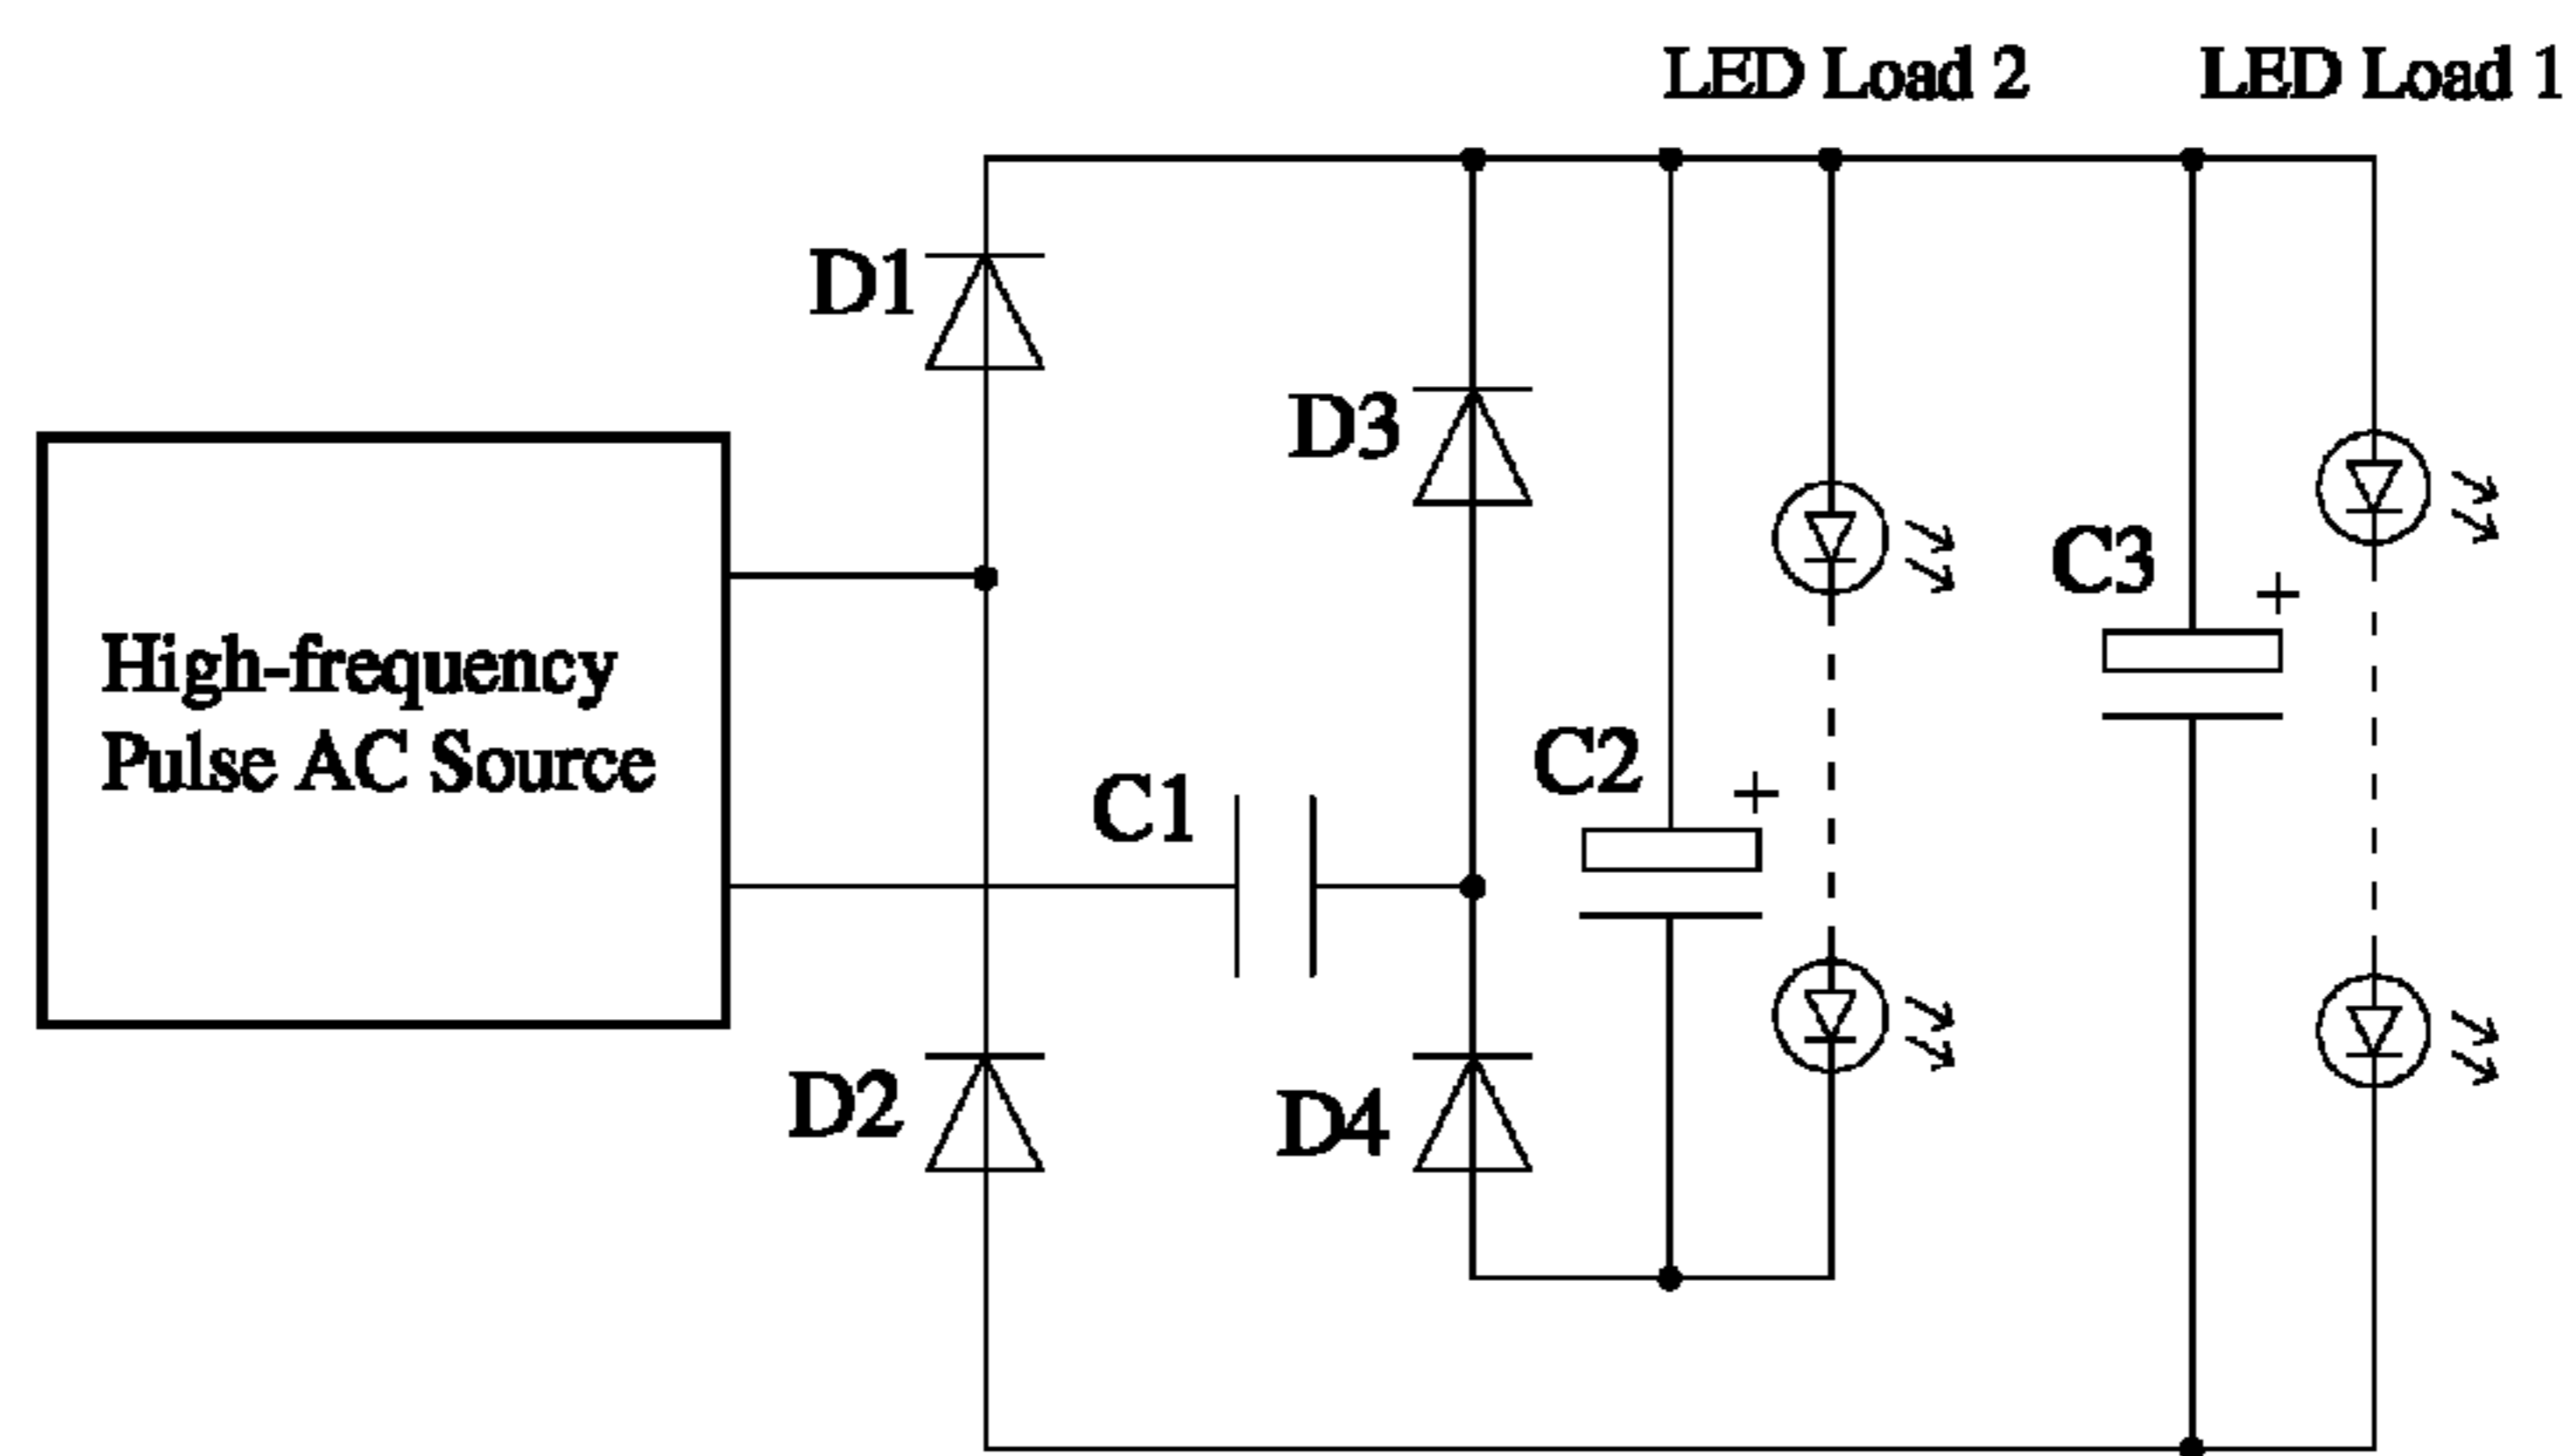 LED Load 2
LED Load 1
D1
D3
High-frequency
Pulse AC Source
C1
C2
+
C3
+
D2
D4